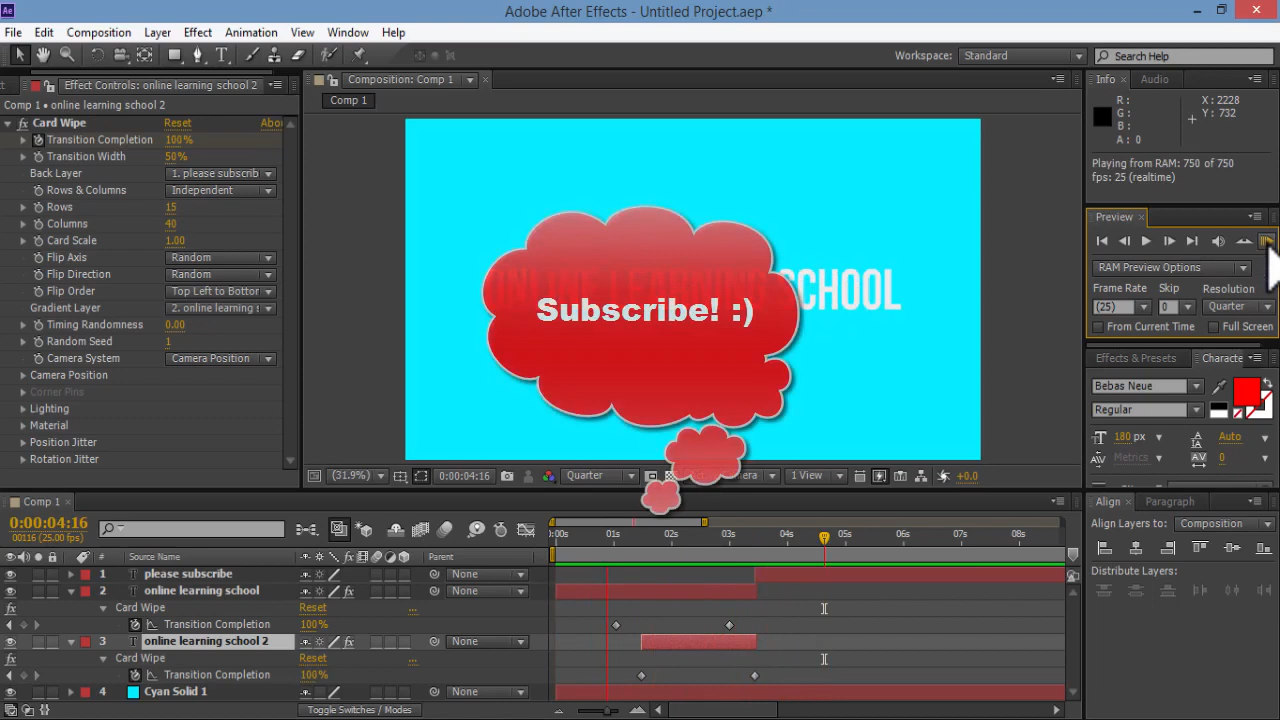 Adobe After Effects - Untitled Project.aep *
File Edit Composition Layer Effect Animation View Window Help
Workspace: Standard Search Help
Effect Controls: online learning school 2
Comp 1 • online learning school 2
Card Wipe Reset Abo
Transition Completion 100%
Transition Width 50%
Back Layer 1. please subscrib
Rows & Columns Independent
Rows 15
Columns 40
Card Scale 1.00
Flip Axis Random
Flip Direction Random
Flip Order Top Left to Bottor
Gradient Layer 2. online learning s
Timing Randomness 0.00
Random Seed 1
Camera System Camera Position
Camera Position
Corner Pins
Lighting
Material
Position Jitter
Rotation Jitter
Composition: Comp 1
Comp 1
ONLINE LEARNING SCHOOL
Subscribe! :)
(31.9%) 0:00:04:16 Quarter 1 View +0.0
Info Audio
R: X: 2228
G: Y: 732
B:
A: 0
Playing from RAM: 750 of 750
fps: 25 (realtime)
Preview
RAM Preview Options
Frame Rate Skip Resolution
(25) 0 Quarter
From Current Time Full Screen
Effects & Presets Characte
Bebas Neue
Regular
180 px Auto
Metrics 0
Align Paragraph
Align Layers to: Composition
Distribute Layers:
Comp 1
0:00:04:16
00116 (25.00 fps)
:00s 01s 02s 03s 04s 05s 06s 07s 08s
# Source Name Parent
1 please subscribe None
2 online learning school None
Card Wipe Reset ...
Transition Completion 100%
3 online learning school 2 None
Card Wipe Reset ...
Transition Completion 100%
4 Cyan Solid 1 None
Toggle Switches / Modes